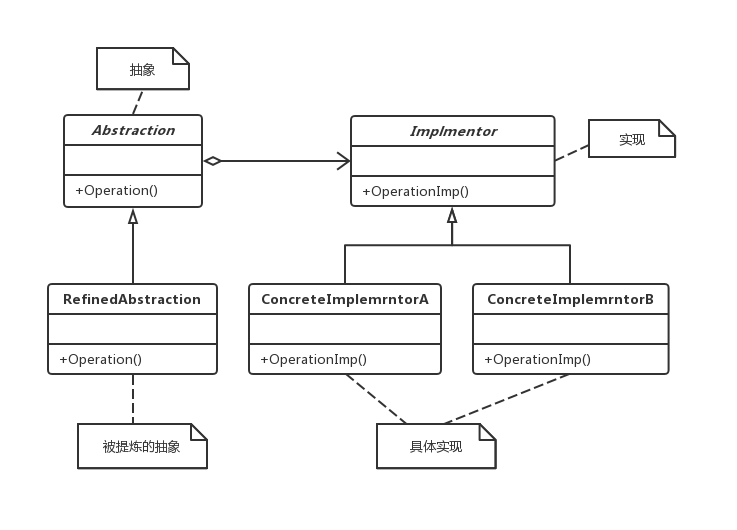 抽象
Abstraction
+Operation()
Implmentor
+OperationImp()
实现
RefinedAbstraction
+Operation()
ConcreteImplemrntorA
+OperationImp()
ConcreteImplemrntorB
+OperationImp()
被提炼的抽象
具体实现